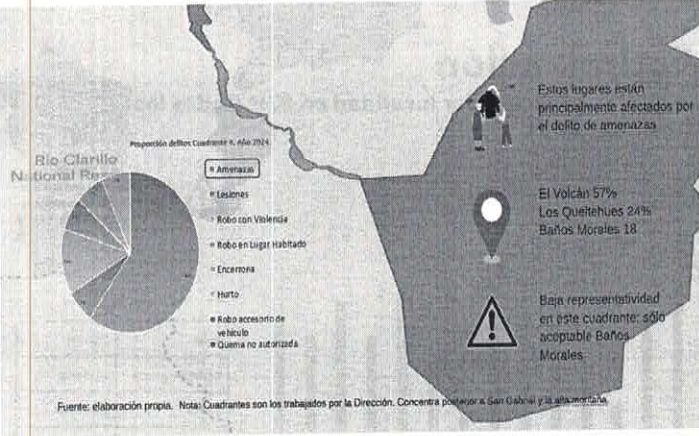 Proporción delitos Cuadrante 4, Año 2024
Río Clarillo
National Res
Amenazas
Lesiones
Robo con Violencia
Robo en Lugar Habitado
Encerrona
Hurto
Robo accesorio de
vehículo
Quema no autorizada
Estos lugares están
principalmente afectados por
el delito de amenazas
El Volcán 57%
Los Queltehues 24%
Baños Morales 18
Baja representatividad
en este cuadrante: sólo
aceptable Baños
Morales
Fuente: elaboración propia. Nota: Cuadrantes son los trabajados por la Dirección. Concentra posterior a San Gabriel y la alta montaña.